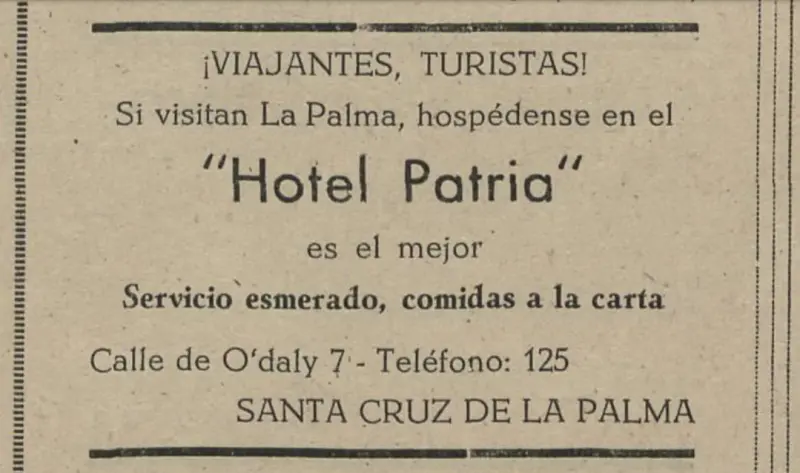 ¡VIAJANTES, TURISTAS!
Si visitan La Palma, hospédense en el
"Hotel Patria"
es el mejor
Servicio esmerado, comidas a la carta
Calle de O'daly 7 - Teléfono: 125
SANTA CRUZ DE LA PALMA